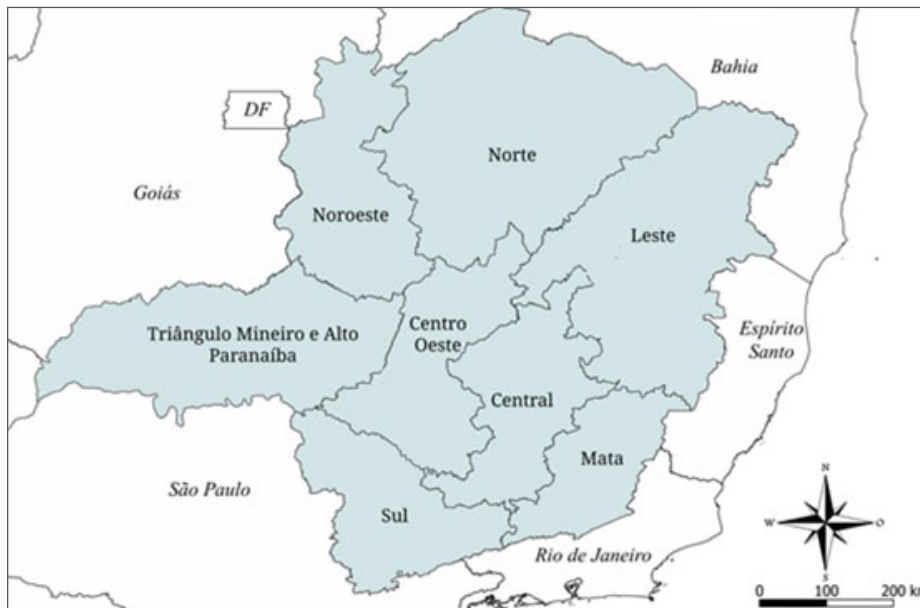 Bahia
DF
Norte
Goiás
Noroeste
Leste
Triângulo Mineiro e Alto
Paranaíba
Centro
Oeste
Espírito
Santo
Central
Mata
São Paulo
Sul
Rio de Janeiro
N
W
O
S
0 100 200 km